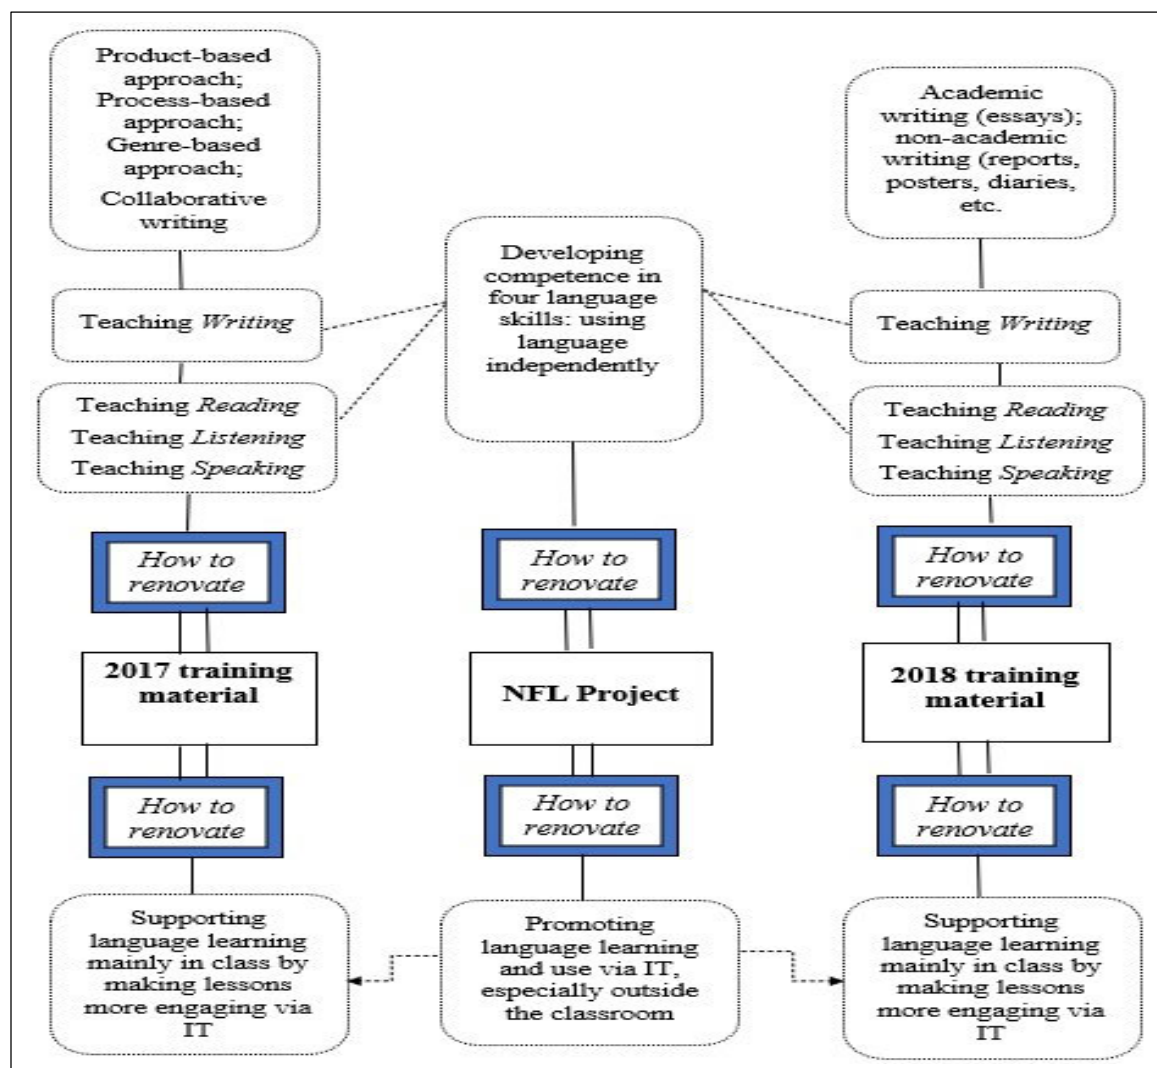 Product-based
approach;
Process-based
approach;
Genre-based
approach;
Collaborative
writing
Teaching Writing
Teaching Reading
Teaching Listening
Teaching Speaking
How to
renovate
2017 training
material
How to
renovate
Supporting
language learning
mainly in class by
making lessons
more engaging via
IT
Developing
competence in
four language
skills: using
language
independently
How to
renovate
NFL Project
How to
renovate
Promoting
language learning
and use via IT,
especially outside
the classroom
Academic
writing (essays);
non-academic
writing (reports,
posters, diaries,
etc.
Teaching Writing
Teaching Reading
Teaching Listening
Teaching Speaking
How to
renovate
2018 training
material
How to
renovate
Supporting
language learning
mainly in class by
making lessons
more engaging via
IT